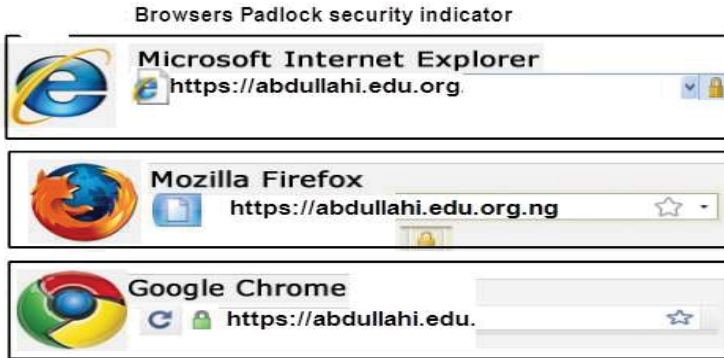 Browsers Padlock security indicator
Microsoft Internet Explorer
https://abdullahi.edu.org.
Mozilla Firefox
https://abdullahi.edu.org.ng
Google Chrome
https://abdullahi.edu.